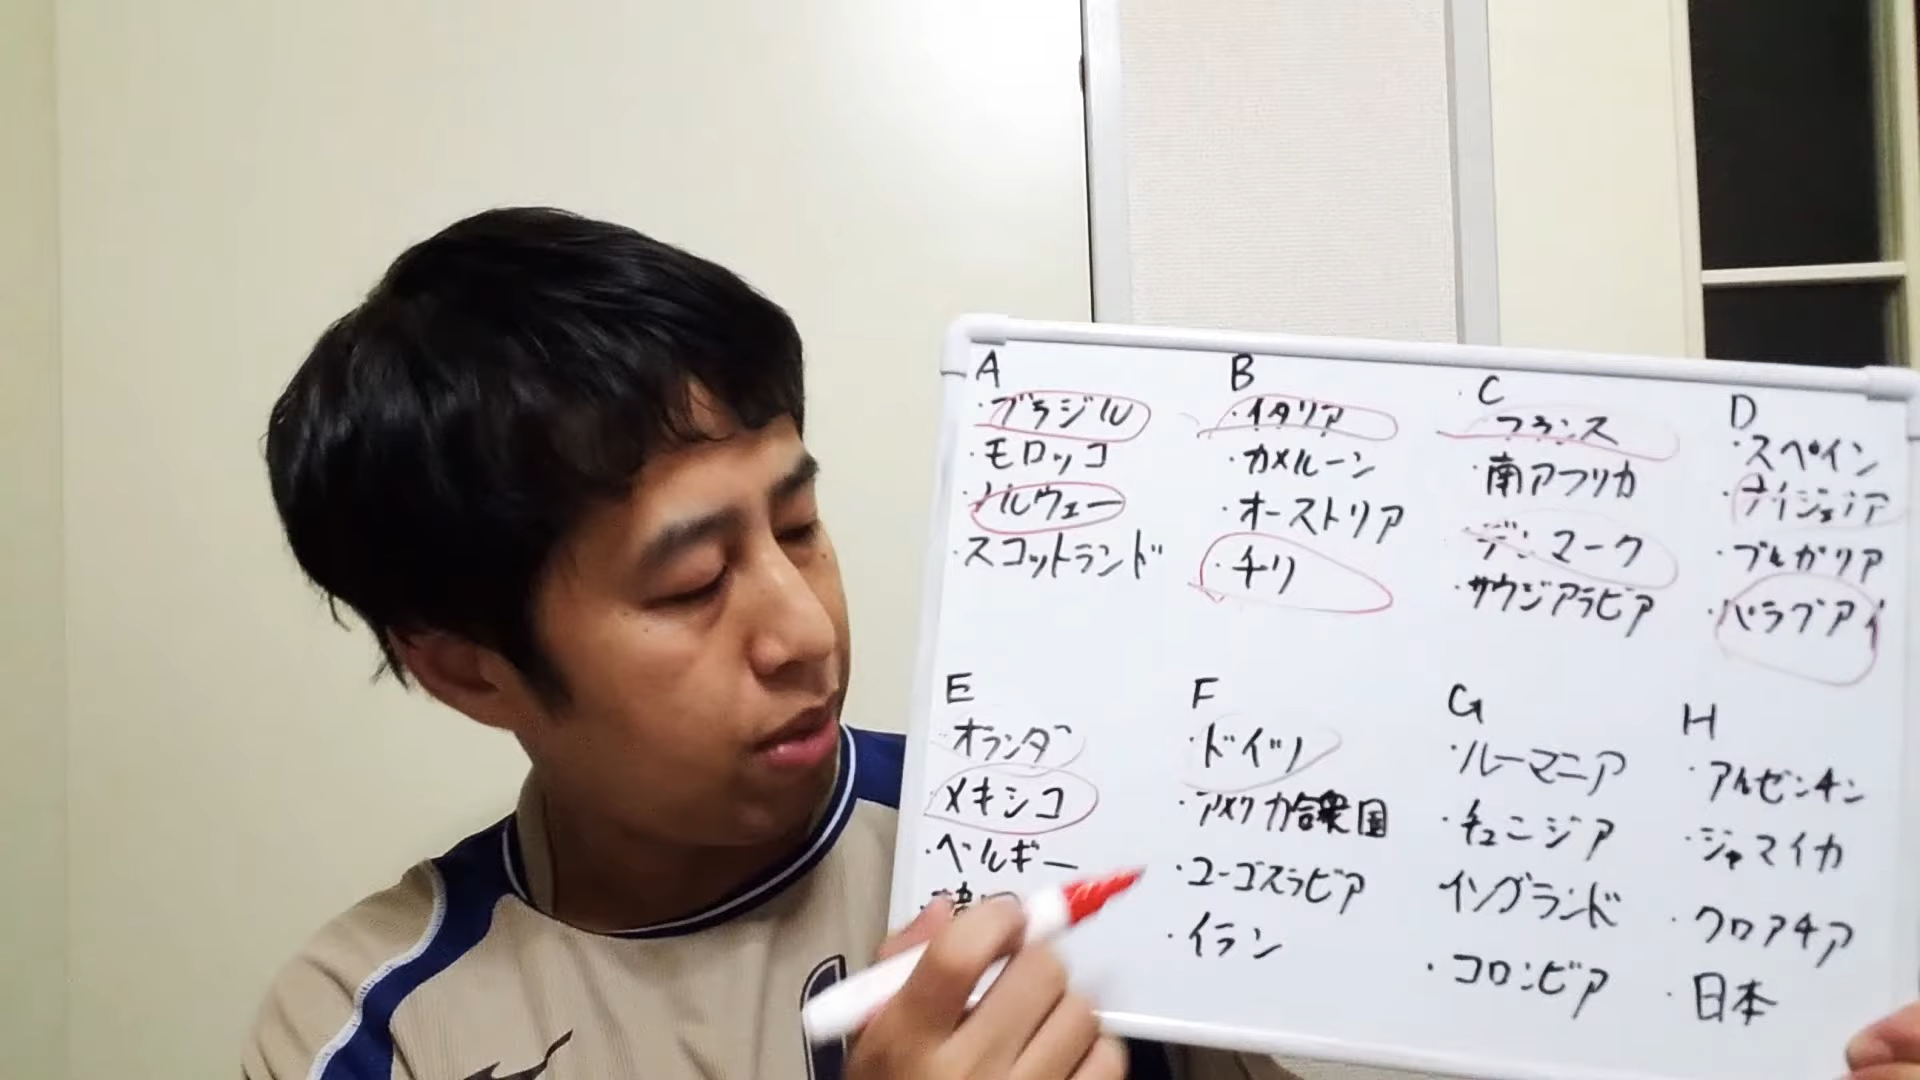 A
・ブラジル
・モロッコ
・ノルウェー
・スコットランド
B
・イタリア
・カメルーン
・オーストリア
・チリ
C
・フランス
・南アフリカ
・デンマーク
・サウジアラビア
D
・スペイン
・ナイジェリア
・ブルガリア
・パラグアイ
E
・オランダ
・メキシコ
・ベルギー
F
・ドイツ
・アメリカ合衆国
・ユーゴスラビア
・イラン
G
・ルーマニア
・チュニジア
イングランド
・コロンビア
H
・アルゼンチン
・ジャマイカ
・クロアチア
・日本